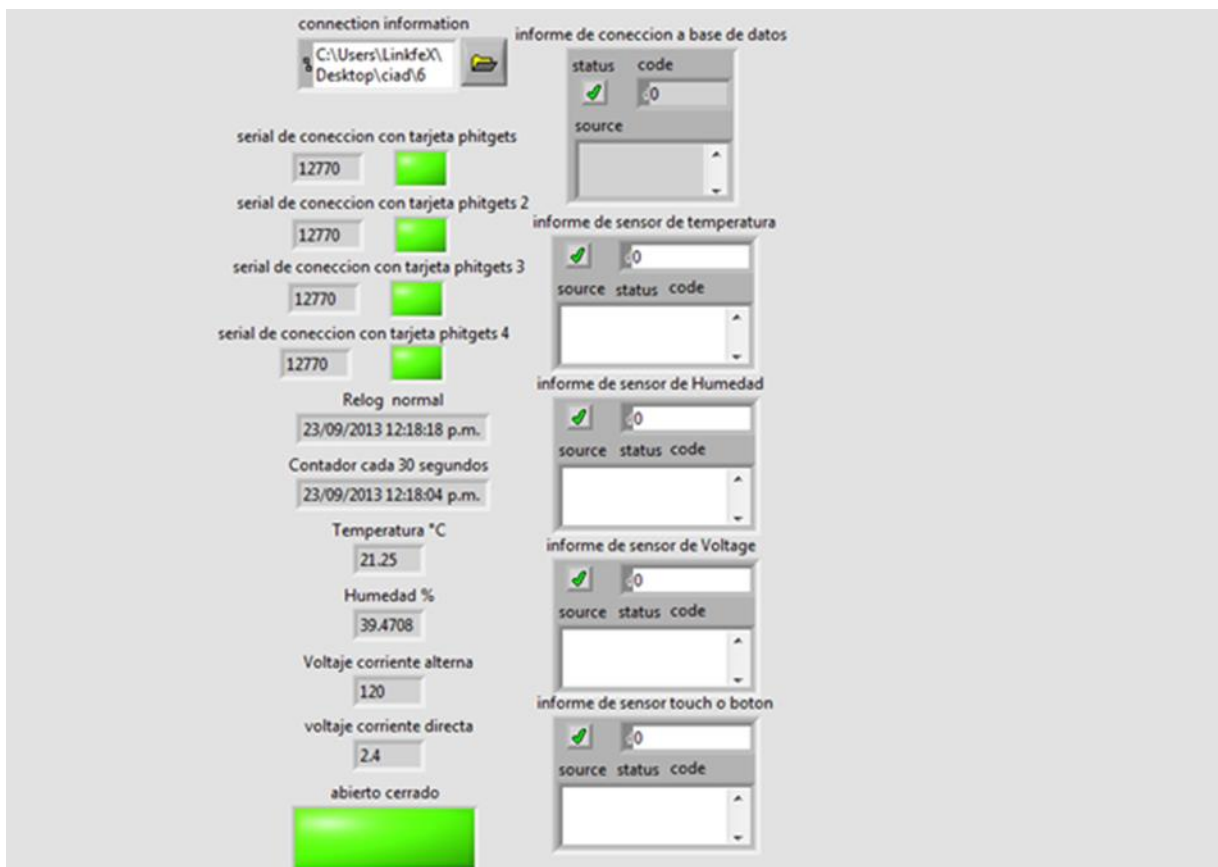 connection information
C:\Users\LinkfeX\
Desktop\ciad\6
serial de coneccion con tarjeta phitgets
12770
serial de coneccion con tarjeta phitgets 2
12770
serial de coneccion con tarjeta phitgets 3
12770
serial de coneccion con tarjeta phitgets 4
12770
Relog normal
23/09/2013 12:18:18 p.m.
Contador cada 30 segundos
23/09/2013 12:18:04 p.m.
Temperatura °C
21.25
Humedad %
39.4708
Voltaje corriente alterna
120
voltaje corriente directa
2.4
abierto cerrado
informe de coneccion a base de datos
status code
0
source
informe de sensor de temperatura
0
source status code
informe de sensor de Humedad
0
source status code
informe de sensor de Voltage
0
source status code
informe de sensor touch o boton
0
source status code